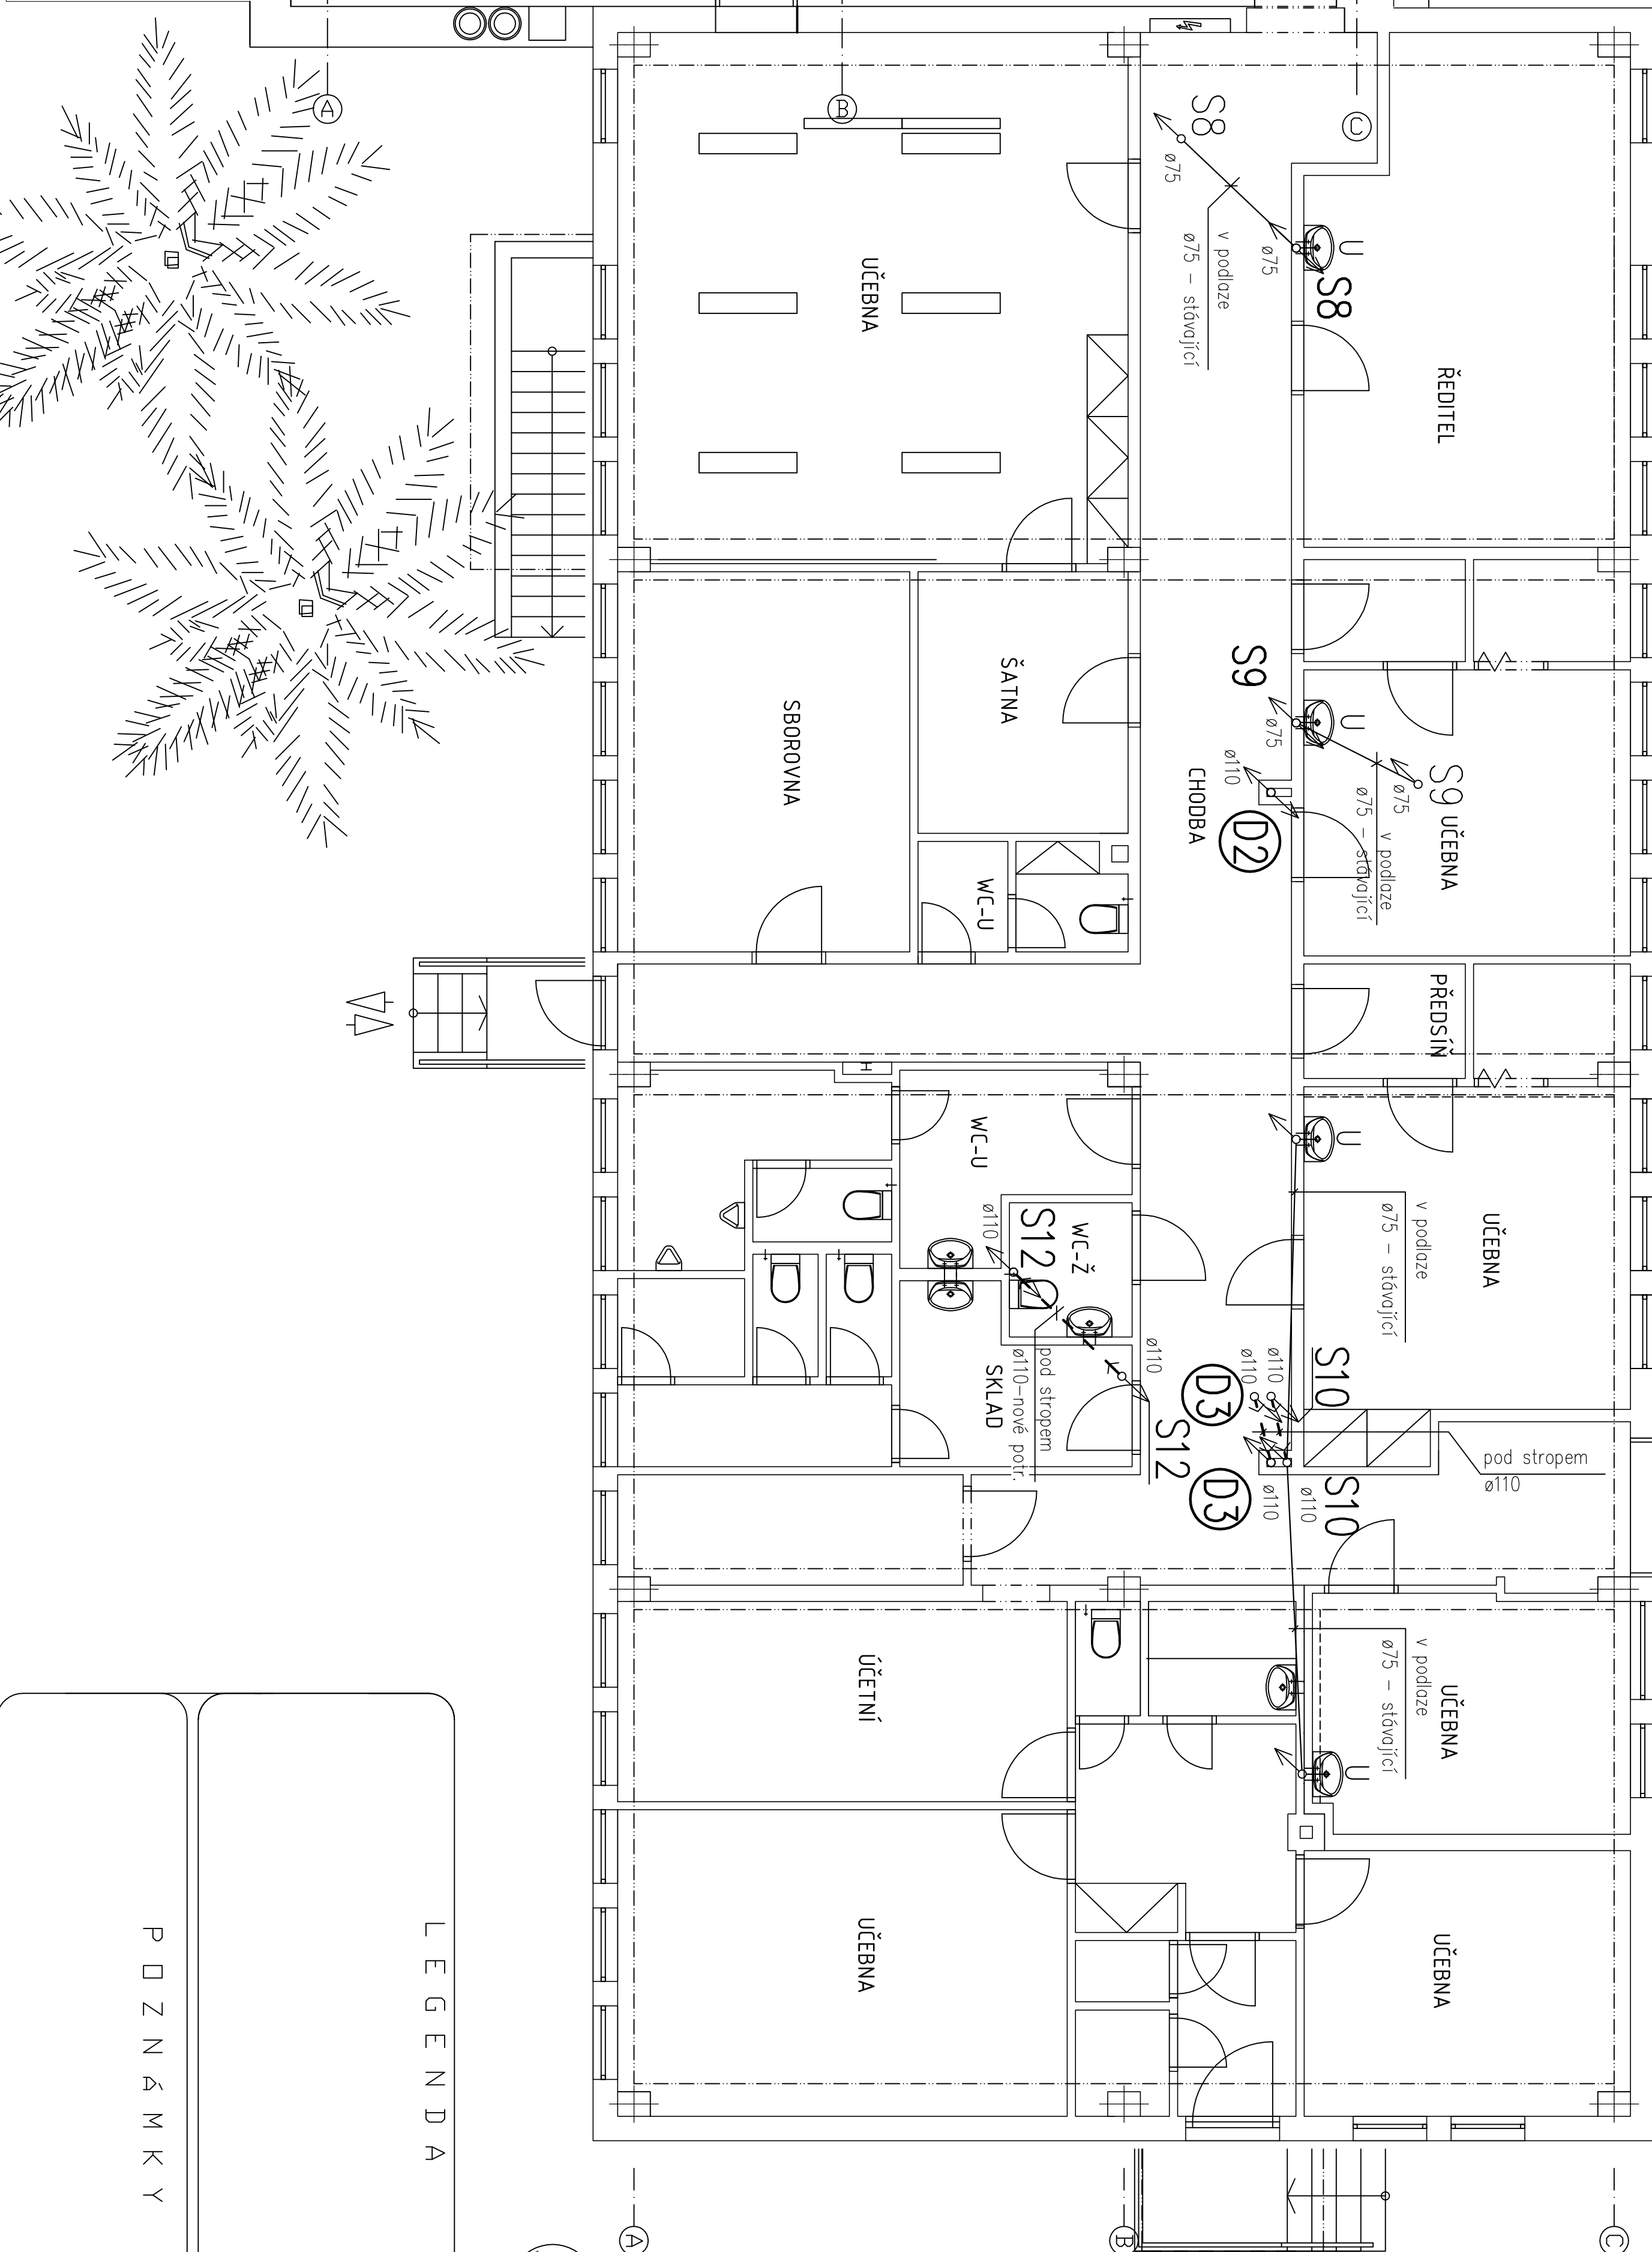 A
B
C
S8
ø75
v podlaze
ø75 – stávající
ø75
U
S8
UČEBNA
ŘEDITEL
S9
ø75
U
ø110
D2
CHODBA
S9
UČEBNA
ø75
v podlaze
ø75 – stávající
ŠATNA
SBOROVNA
WC-U
PŘEDSÍŇ
H
WC-U
U
v podlaze
ø75 – stávající
UČEBNA
WC-Ž
S12
ø110
pod stropem
ø110-nové potr.
SKLAD
ø110
S12
ø110
ø110
S10
D3
D3
ø110
ø110
S10
pod stropem
ø110
v podlaze
ø75 – stávající
UČEBNA
U
ÚČETNÍ
UČEBNA
UČEBNA
LEGENDA
POZNÁMKY
A
B
C